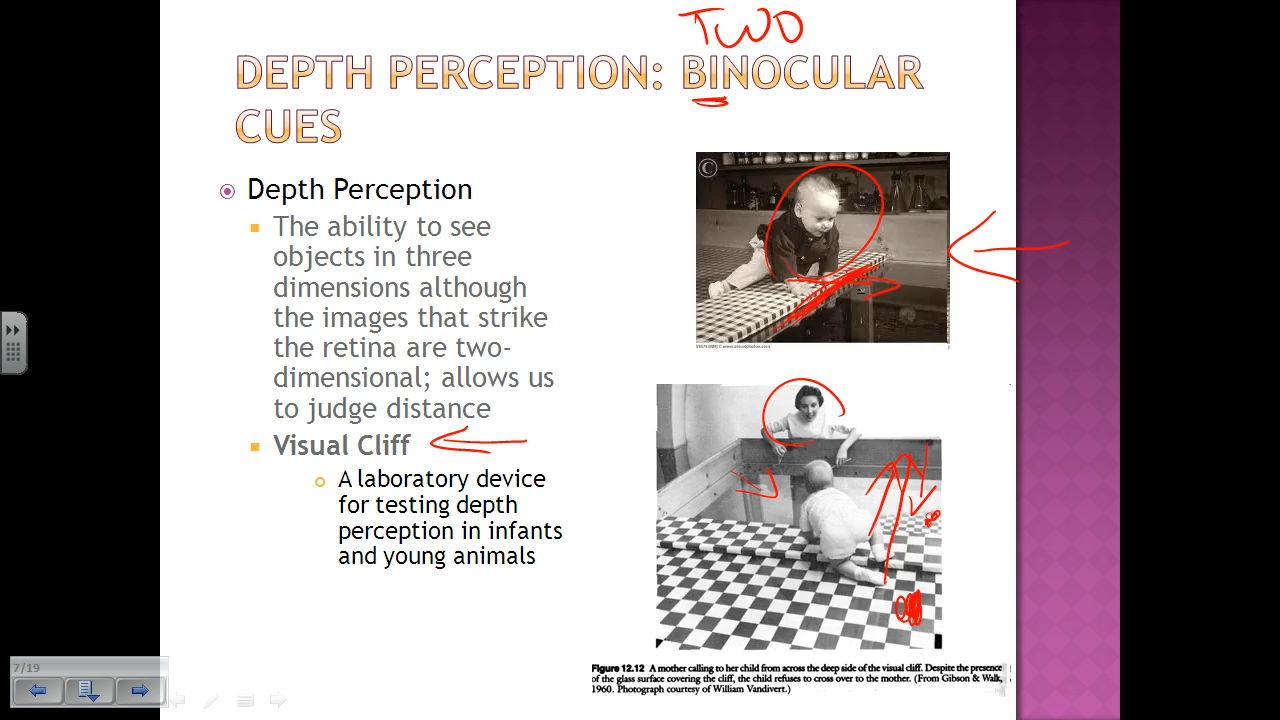 TWO
DEPTH PERCEPTION: BINOCULAR
CUES
Depth Perception
The ability to see
objects in three
dimensions although
the images that strike
the retina are two-
dimensional; allows us
to judge distance
Visual Cliff
A laboratory device
for testing depth
perception in infants
and young animals
©
Figure 12.12 A mother calling to her child from across the deep side of the visual cliff. Despite the presence
of the glass surface covering the cliff, the child refuses to cross over to the mother. (From Gibson & Walk,
1960. Photograph courtesy of William Vandivert.)
7/19